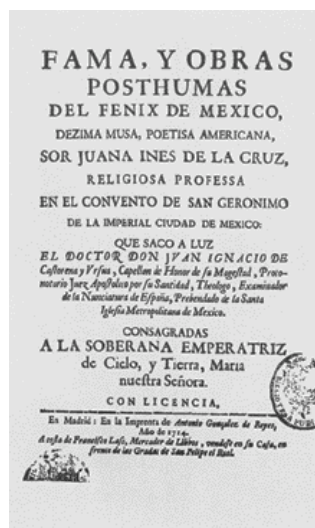 FAMA, Y OBRAS
POSTHUMAS
DEL FENIX DE MEXICO,
DEZIMA MUSA, POETISA AMERICANA,
SOR JUANA INES DE LA CRUZ,
RELIGIOSA PROFESSA
EN EL CONVENTO DE SAN GERONIMO
DE LA IMPERIAL CIUDAD DE MEXICO:
QUE SACO A LUZ
EL DOCTOR DON JVAN IGNACIO DE
Castorena y Ursua, Capellan de Honor de su Magestad, Proto-
notario Juez Apostolico por su Santidad, Theologo, Examinador
de la Nunciatura de España, Prebendado de la Santa
Iglesia Metropolitana de Mexico.
CONSAGRADAS
A LA SOBERANA EMPERATRIZ
de Cielo, y Tierra, Maria
nuestra Señora.
CON LICENCIA,
En Madrid: En la Imprenta de Antonio Gonçalez de Reyes,
Año de 1714.
A costa de Francisco Laso, Mercader de Libros, vendese en su Casa, en
frente de las Gradas de San Felipe el Real.